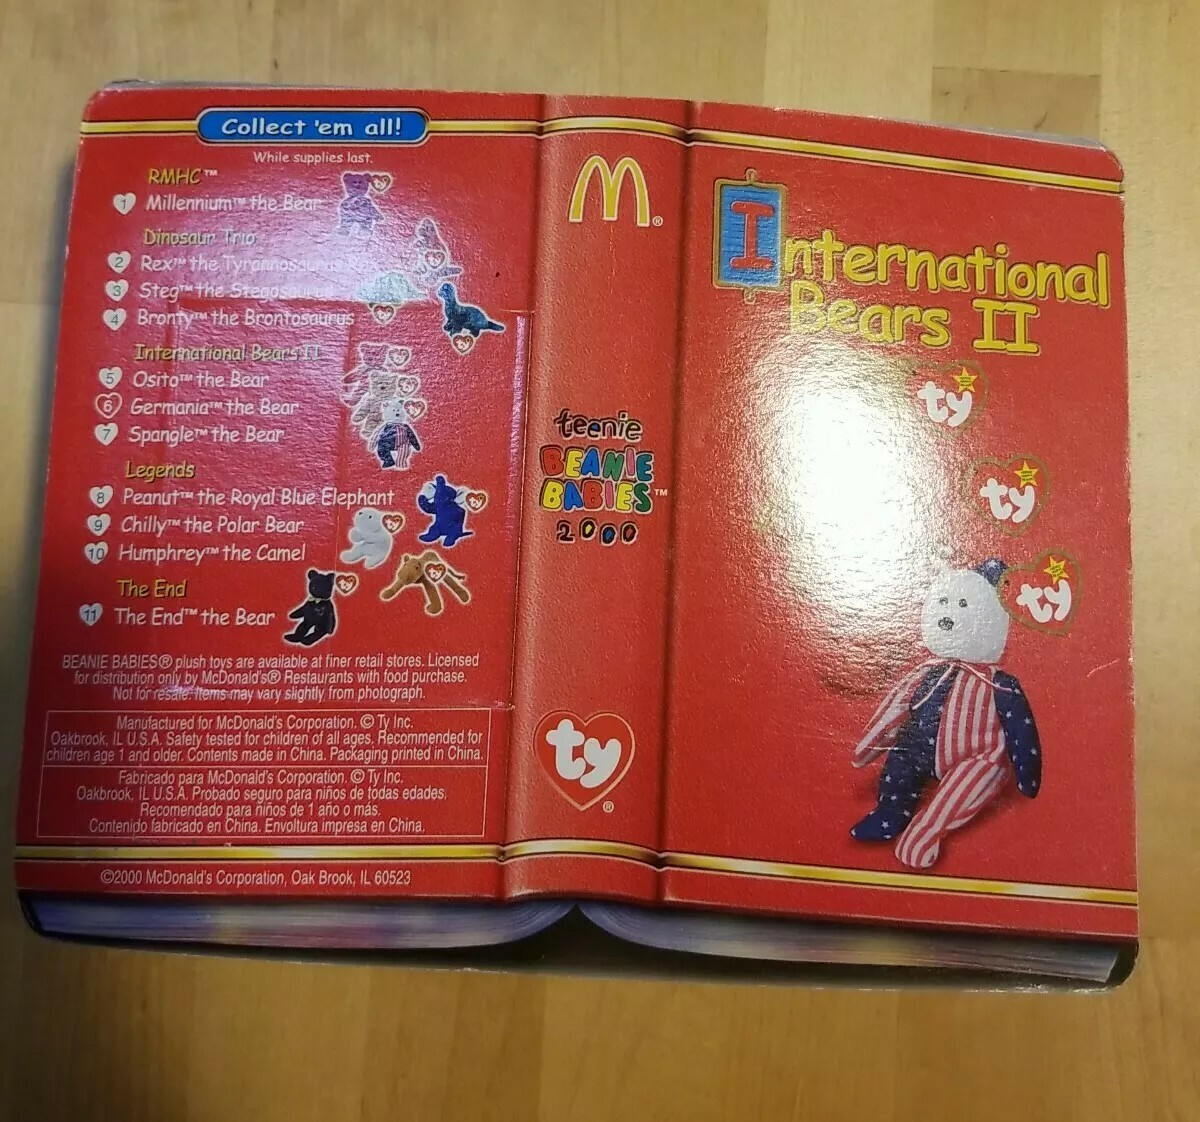 Collect 'em all!
While supplies last.
RMHC™
1 Millennium™ the Bear
Dinosaur Trio
2 Rex™ the Tyrannosaurus
3 Steg™ the Stegosaurus
4 Bronty™ the Brontosaurus
International Bears II
5 Osito™ the Bear
6 Germania™ the Bear
7 Spangle™ the Bear
Legends
8 Peanut™ the Royal Blue Elephant
9 Chilly™ the Polar Bear
10 Humphrey™ the Camel
The End
11 The End™ the Bear
BEANIE BABIES® plush toys are available at finer retail stores. Licensed
for distribution only by McDonald's® Restaurants with food purchase.
Not for resale. Items may vary slightly from photograph.
Manufactured for McDonald's Corporation. © Ty Inc.
Oakbrook, IL U.S.A. Safety tested for children of all ages. Recommended for
children age 1 and older. Contents made in China. Packaging printed in China.
Fabricado para McDonald's Corporation. © Ty Inc.
Oakbrook, IL U.S.A. Probado seguro para niños de todas edades.
Recomendado para niños de 1 año o más.
Contenido fabricado en China. Envoltura impresa en China.
©2000 McDonald's Corporation, Oak Brook, IL 60523
M®
teenie
BEANIE
BABIES™
2000
ty®
International
Bears II
ty
ty
ty